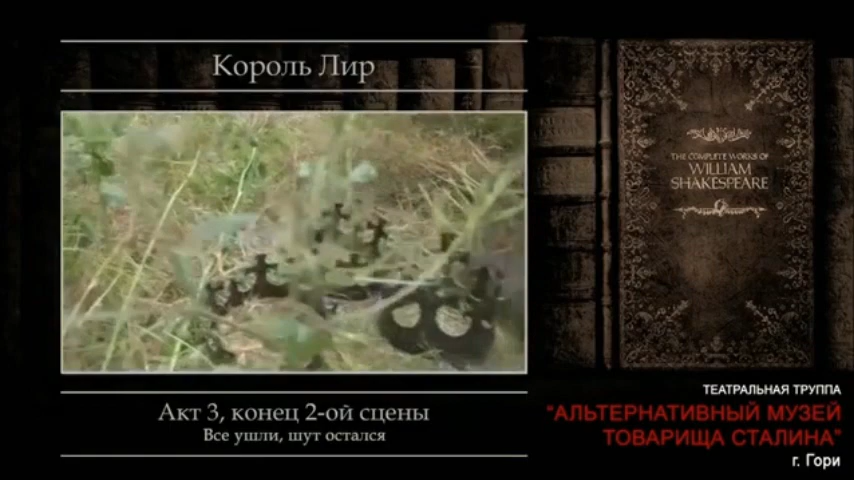 Король Лир
THE COMPLETE WORKS OF
WILLIAM
SHAKESPEARE
Акт 3, конец 2-ой сцены
Все ушли, шут остался
ТЕАТРАЛЬНАЯ ТРУППА
"АЛЬТЕРНАТИВНЫЙ МУЗЕЙ
ТОВАРИЩА СТАЛИНА"
г. Гори